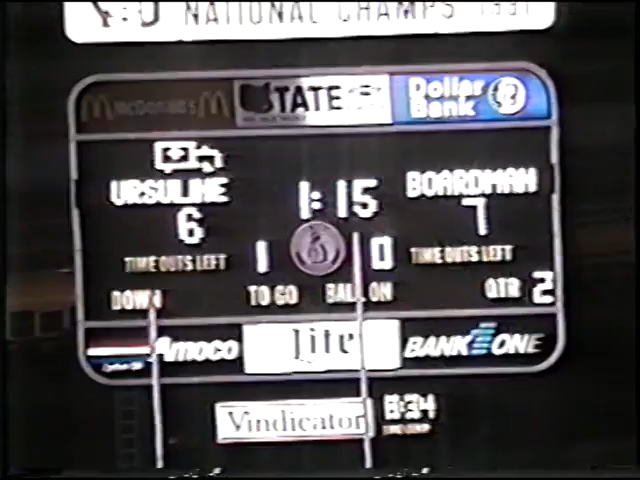 NATIONAL CHAMPS 1991
McDonald's STATE Dollar Bank
URSULINE 1:15 BOARDMAN
6 7
TIME OUTS LEFT 1 0 TIME OUTS LEFT
DOWN TO GO BALL ON QTR 2
Amoco Lite BANK ONE
Vindicator 8:34